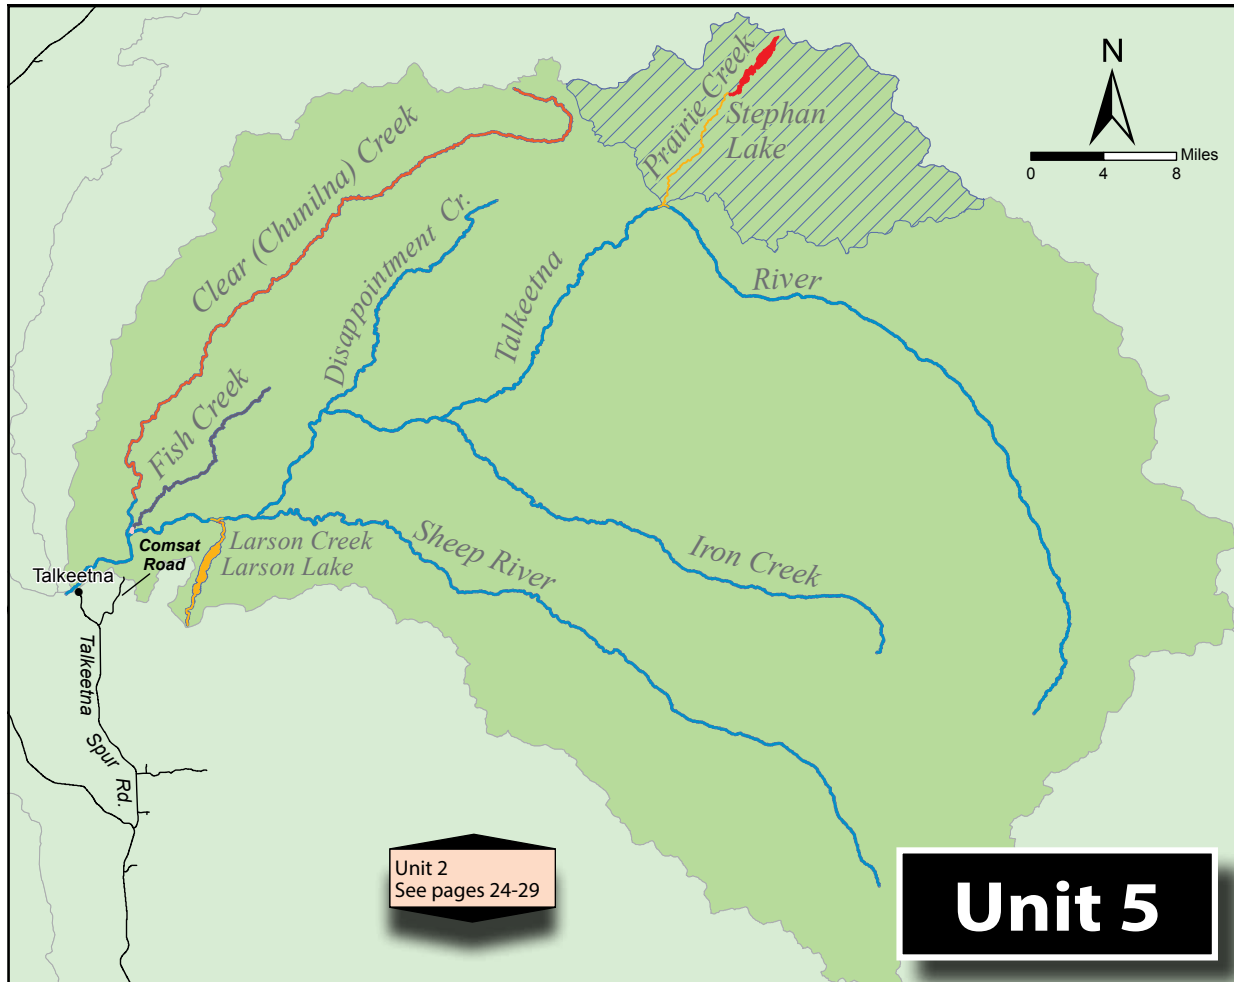 N
Miles
0 4 8
Prairie Creek
Stephan
Lake
Clear (Chunilna) Creek
Disappointment Cr.
Talkeetna
River
Fish Creek
Comsat
Road
Larson Creek
Larson Lake
Sheep River
Iron Creek
Talkeetna
Talkeetna Spur Rd.
Unit 2
See pages 24-29
Unit 5